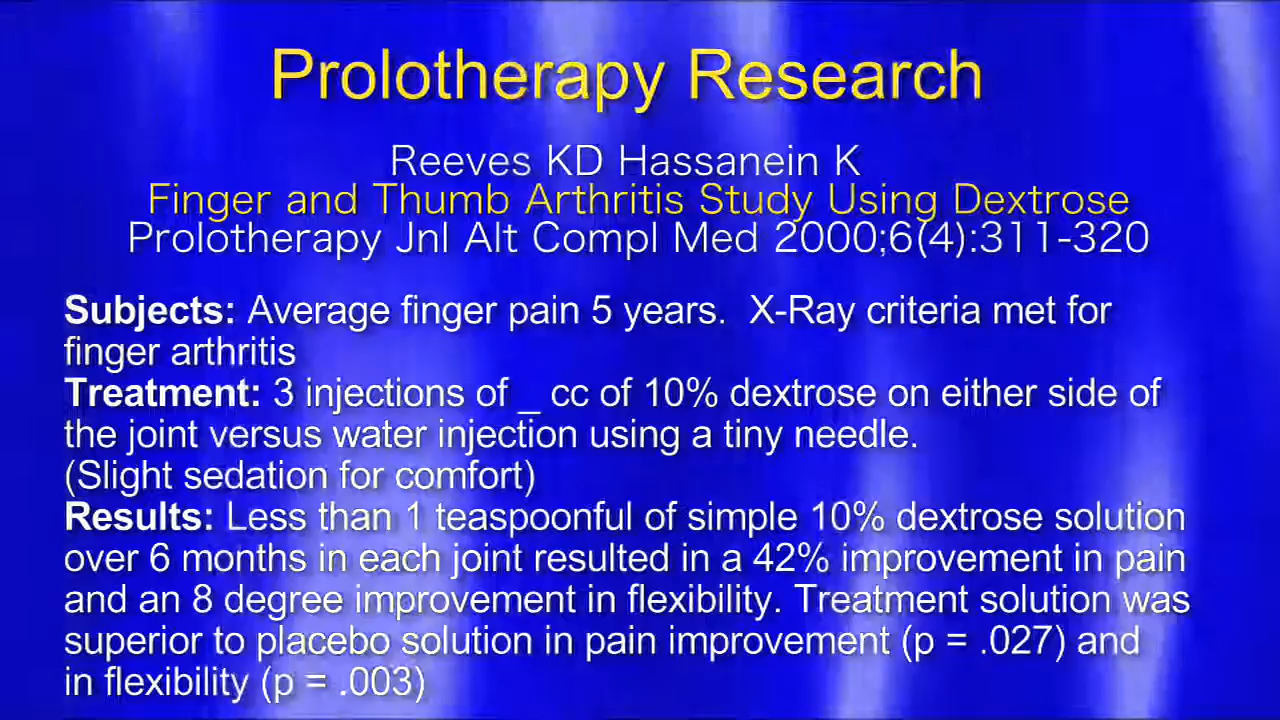 Prolotherapy Research
Reeves KD Hassanein K
Finger and Thumb Arthritis Study Using Dextrose
Prolotherapy Jnl Alt Compl Med 2000;6(4):311-320
Subjects: Average finger pain 5 years.  X-Ray criteria met for
finger arthritis
Treatment: 3 injections of _ cc of 10% dextrose on either side of
the joint versus water injection using a tiny needle.
(Slight sedation for comfort)
Results: Less than 1 teaspoonful of simple 10% dextrose solution
over 6 months in each joint resulted in a 42% improvement in pain
and an 8 degree improvement in flexibility. Treatment solution was
superior to placebo solution in pain improvement (p = .027) and
in flexibility (p = .003)